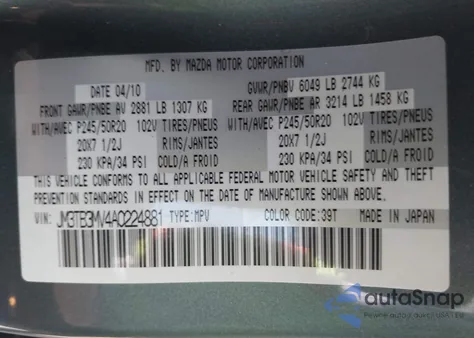 MFD. BY MAZDA MOTOR CORPORATION
DATE 04/10 GVWR/PNBV 6049 LB 2744 KG
FRONT GAWR/PNBE AV 2881 LB 1307 KG REAR GAWR/PNBE AR 3214 LB 1458 KG
WITH/AVEC P245/50R20 102V TIRES/PNEUS WITH/AVEC P245/50R20 102V TIRES/PNEUS
20X7 1/2J RIMS/JANTES 20X7 1/2J RIMS/JANTES
230 KPA/34 PSI COLD/A FROID 230 KPA/34 PSI COLD/A FROID
THIS VEHICLE CONFORMS TO ALL APPLICABLE FEDERAL MOTOR VEHICLE SAFETY AND THEFT
PREVENTION STANDARDS IN EFFECT ON THE DATE OF MANUFACTURE SHOWN ABOVE.
VIN: JM3TB3MV4A0224881 TYPE:MPV COLOR CODE:39T MADE IN JAPAN
autaSnap
Pewne auta z USA i EU